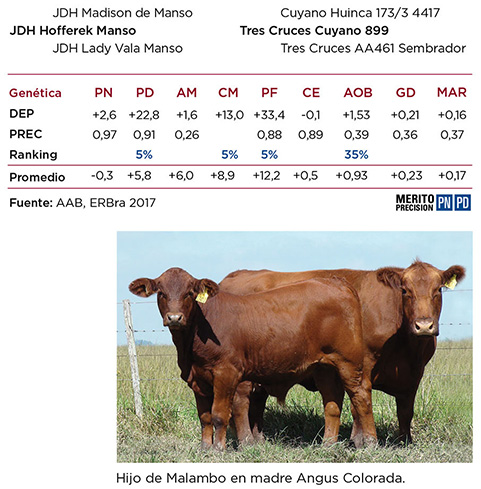 JDH Madison de Manso Cuyano Huinca 173/3 4417
JDH Hofferek Manso Tres Cruces Cuyano 899
JDH Lady Vala Manso Tres Cruces AA461 Sembrador
Genética PN PD AM CM PF CE AOB GD MAR
DEP +2,6 +22,8 +1,6 +13,0 +33,4 -0,1 +1,53 +0,21 +0,16
PREC 0,97 0,91 0,26 0,88 0,89 0,39 0,36 0,37
Ranking 5% 5% 5% 35%
Promedio -0,3 +5,8 +6,0 +8,9 +12,2 +0,5 +0,93 +0,23 +0,17
Fuente: AAB, ERBra 2017
MERITO PN PD
PRECISION
Hijo de Malambo en madre Angus Colorada.